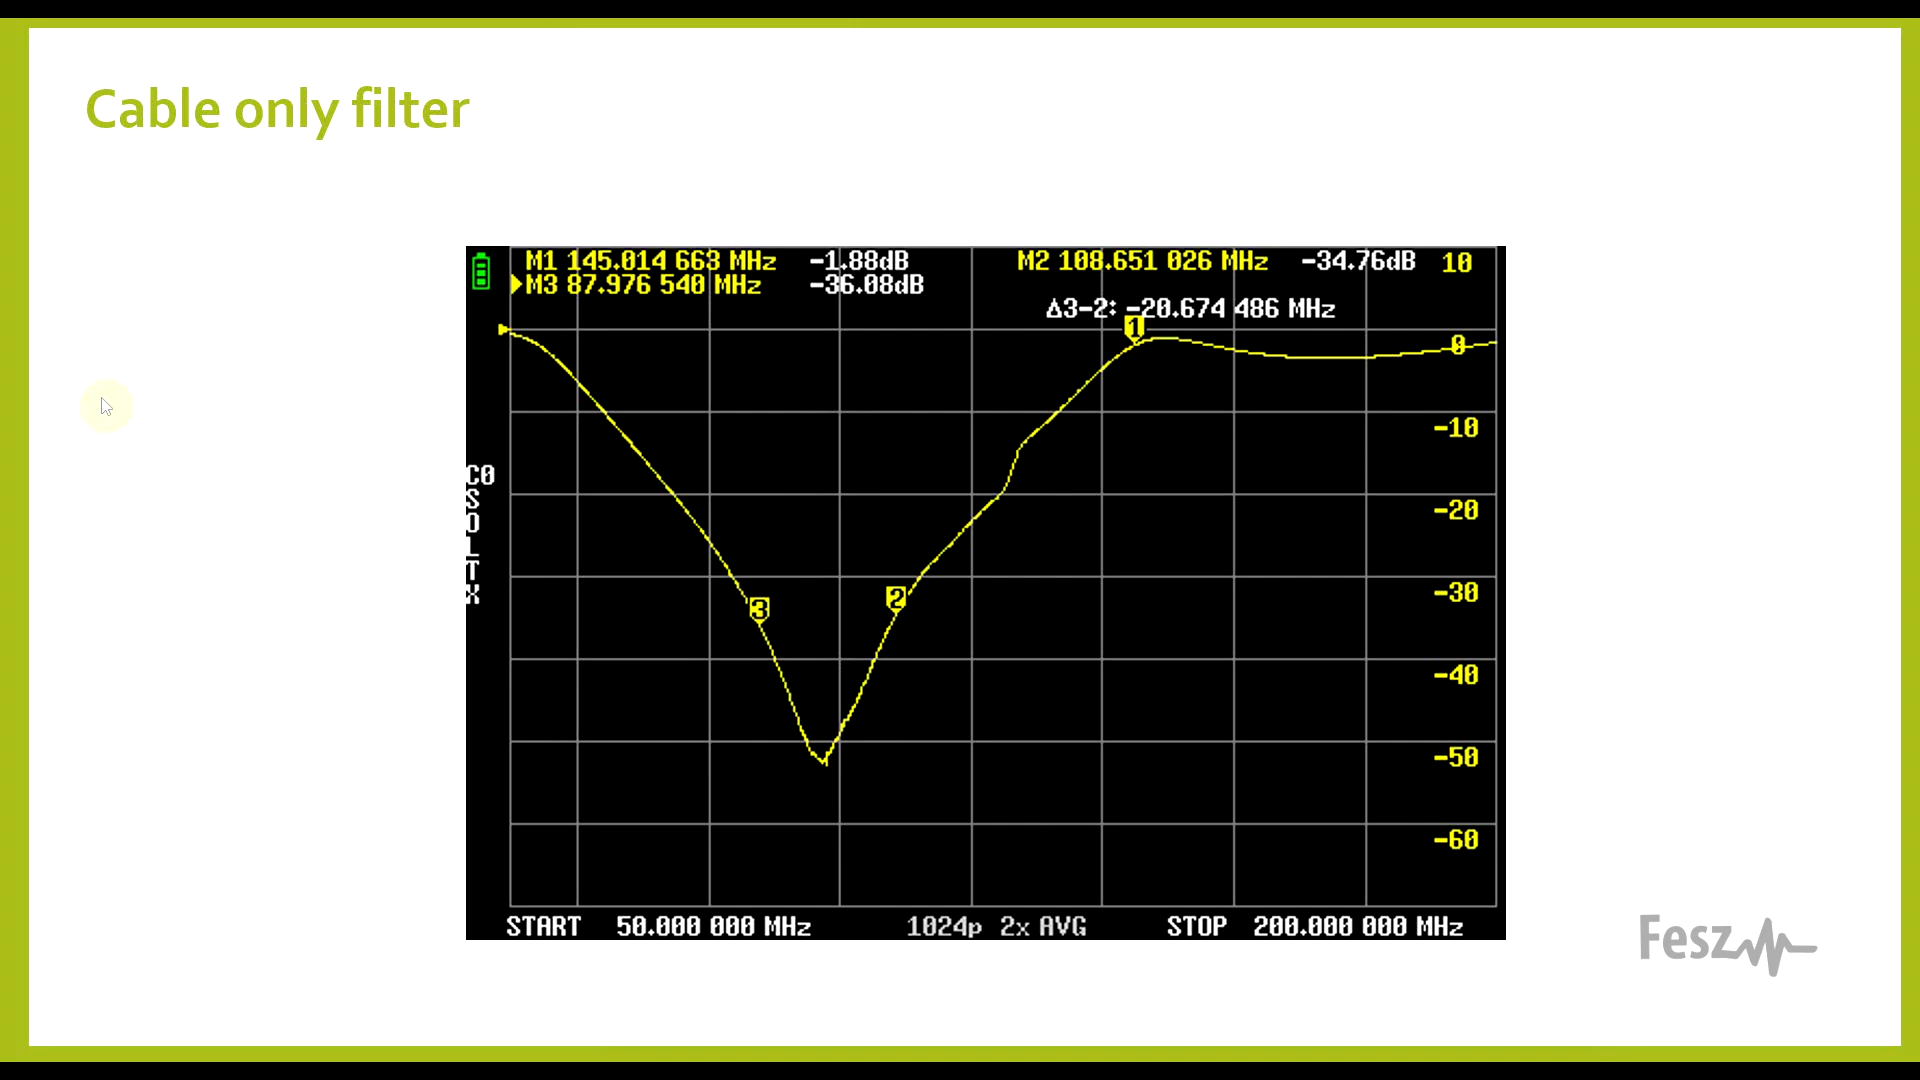 Cable only filter
M1 145.014 663 MHz -1.88dB M2 108.651 026 MHz -34.76dB 10
M3 87.976 540 MHz -36.08dB
Δ3-2: -20.674 486 MHz
1
0
-10
C0
S
O
L
T
X
-20
-30
3
2
-40
-50
-60
START 50.000 000 MHz 1024p 2x AVG STOP 200.000 000 MHz
Fesz